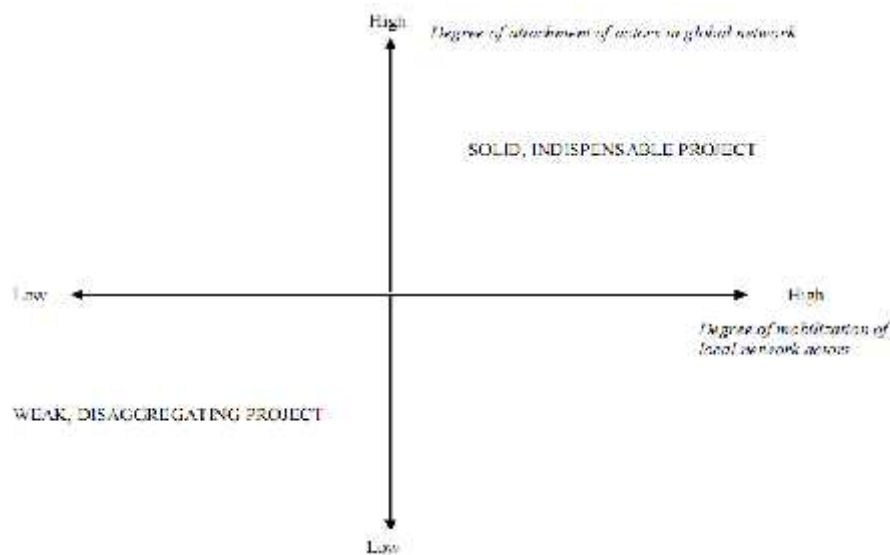 High
Degree of attachment of actors in global network
SOLID, INDISPENSABLE PROJECT
Low
High
Degree of mobilization of
local network actors
WEAK, DISAGGREGATING PROJECT
Low